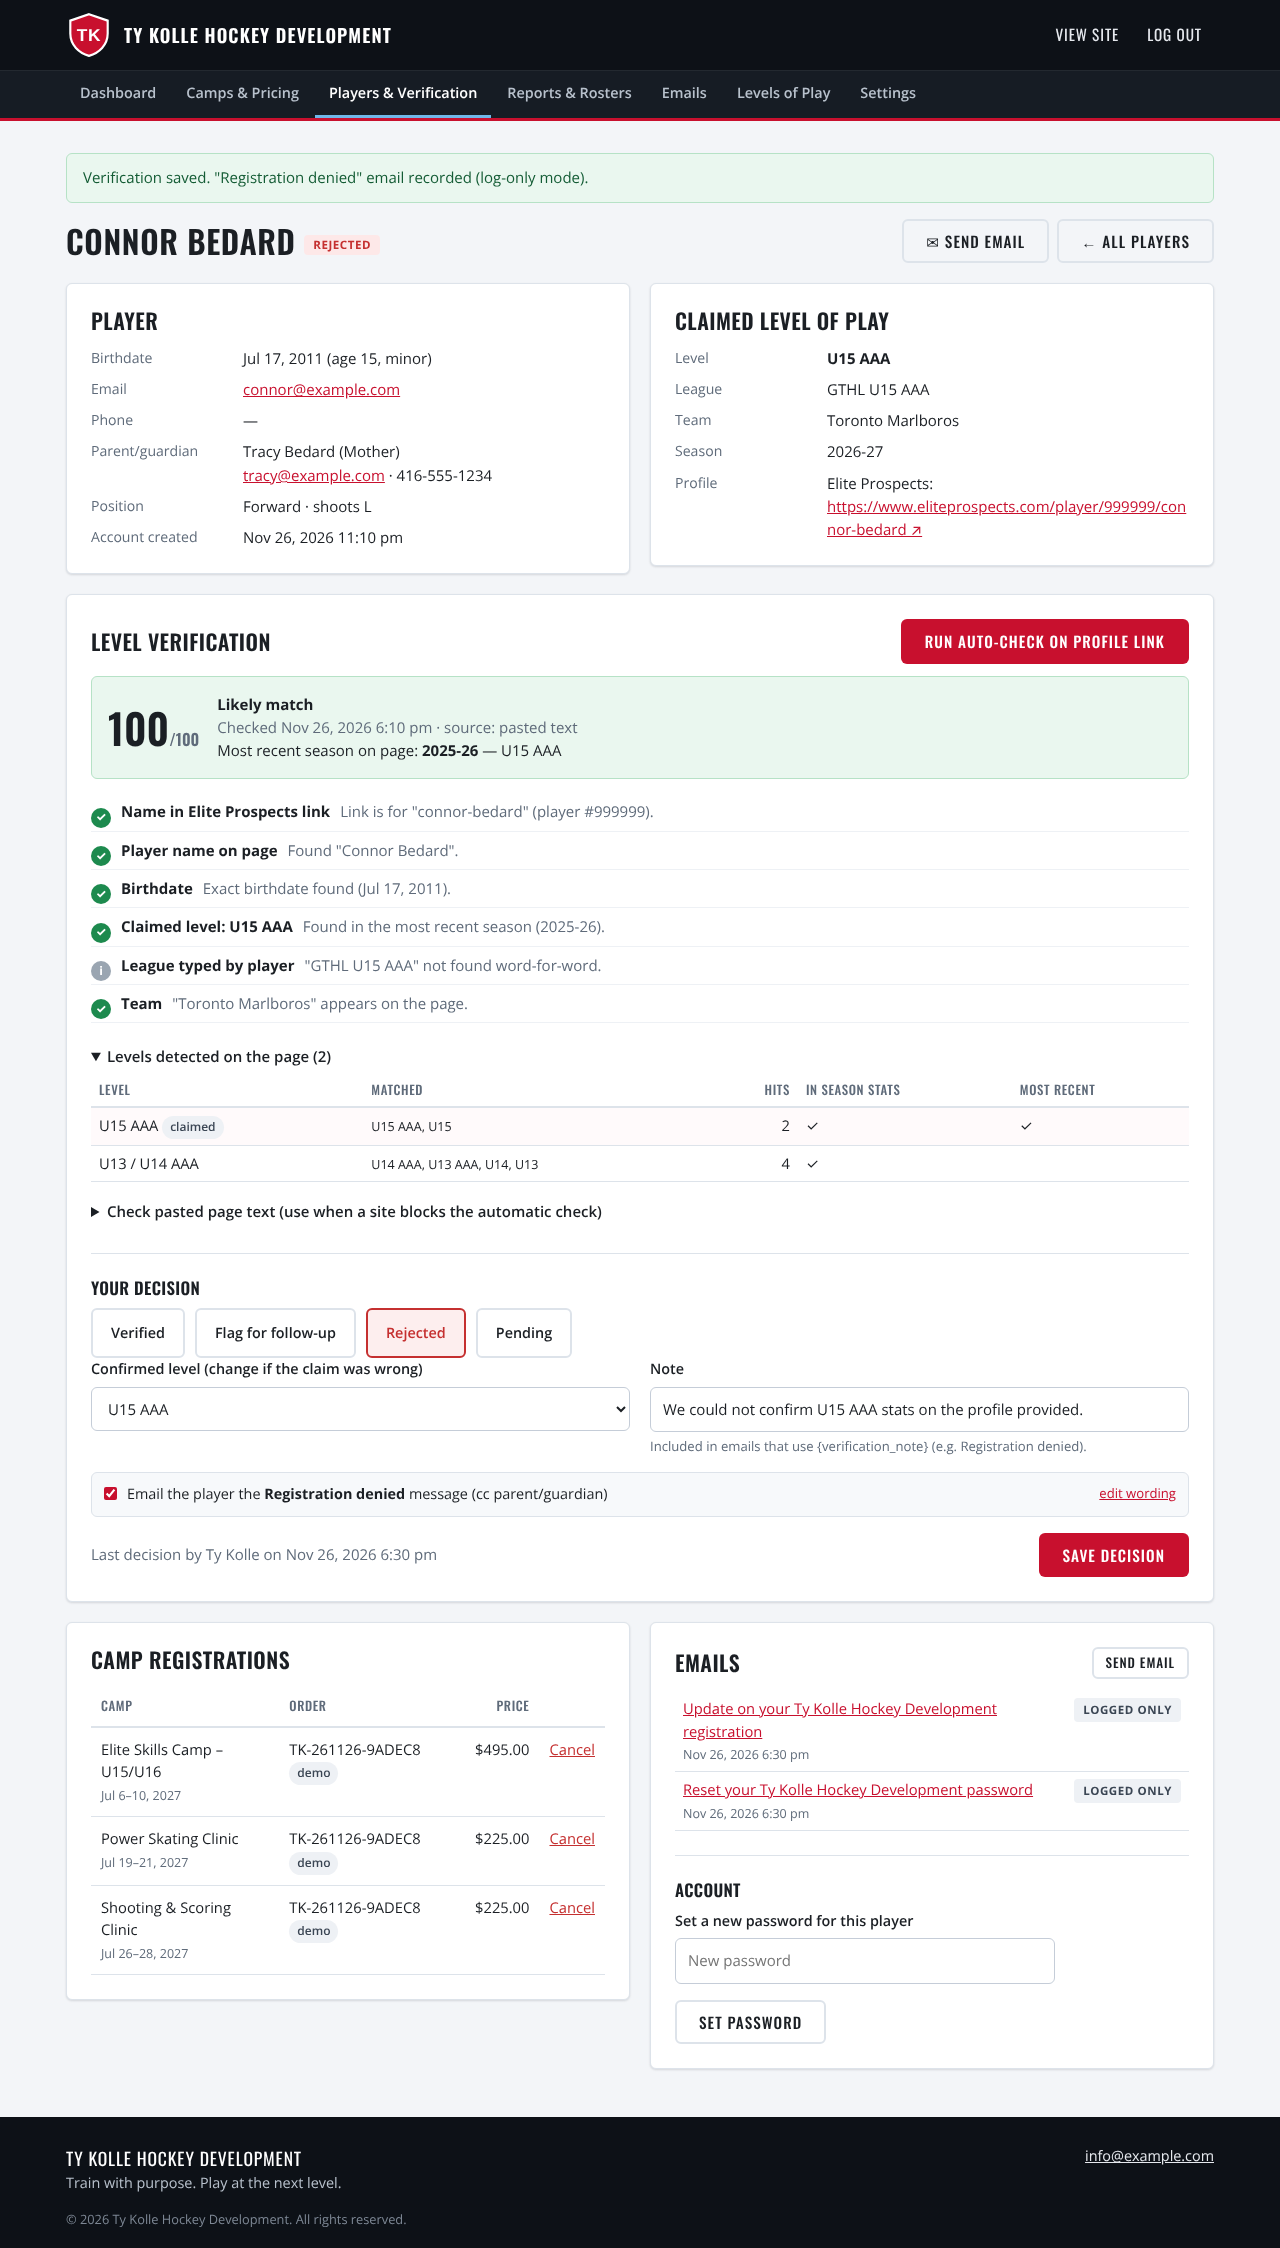 TK TY KOLLE HOCKEY DEVELOPMENT
VIEW SITE LOG OUT
Dashboard Camps & Pricing Players & Verification Reports & Rosters Emails Levels of Play Settings
Verification saved. "Registration denied" email recorded (log-only mode).
CONNOR BEDARD REJECTED
✉ SEND EMAIL ← ALL PLAYERS
PLAYER
Birthdate Jul 17, 2011 (age 15, minor)
Email connor@example.com
Phone —
Parent/guardian Tracy Bedard (Mother)
tracy@example.com · 416-555-1234
Position Forward · shoots L
Account created Nov 26, 2026 11:10 pm
CLAIMED LEVEL OF PLAY
Level U15 AAA
League GTHL U15 AAA
Team Toronto Marlboros
Season 2026-27
Profile Elite Prospects:
https://www.eliteprospects.com/player/999999/con
nor-bedard ↗
LEVEL VERIFICATION
RUN AUTO-CHECK ON PROFILE LINK
100/100
Likely match
Checked Nov 26, 2026 6:10 pm · source: pasted text
Most recent season on page: 2025-26 — U15 AAA
✓ Name in Elite Prospects link Link is for "connor-bedard" (player #999999).
✓ Player name on page Found "Connor Bedard".
✓ Birthdate Exact birthdate found (Jul 17, 2011).
✓ Claimed level: U15 AAA Found in the most recent season (2025-26).
i League typed by player "GTHL U15 AAA" not found word-for-word.
✓ Team "Toronto Marlboros" appears on the page.
▼ Levels detected on the page (2)
LEVEL MATCHED HITS IN SEASON STATS MOST RECENT
U15 AAA claimed U15 AAA, U15 2 ✓ ✓
U13 / U14 AAA U14 AAA, U13 AAA, U14, U13 4 ✓
▶ Check pasted page text (use when a site blocks the automatic check)
YOUR DECISION
Verified Flag for follow-up Rejected Pending
Confirmed level (change if the claim was wrong)
U15 AAA
Note
We could not confirm U15 AAA stats on the profile provided.
Included in emails that use {verification_note} (e.g. Registration denied).
Email the player the Registration denied message (cc parent/guardian) edit wording
Last decision by Ty Kolle on Nov 26, 2026 6:30 pm
SAVE DECISION
CAMP REGISTRATIONS
CAMP ORDER PRICE
Elite Skills Camp – TK-261126-9ADEC8 $495.00 Cancel
U15/U16 demo
Jul 6–10, 2027
Power Skating Clinic TK-261126-9ADEC8 $225.00 Cancel
Jul 19–21, 2027 demo
Shooting & Scoring TK-261126-9ADEC8 $225.00 Cancel
Clinic demo
Jul 26–28, 2027
EMAILS
SEND EMAIL
Update on your Ty Kolle Hockey Development LOGGED ONLY
registration
Nov 26, 2026 6:30 pm
Reset your Ty Kolle Hockey Development password LOGGED ONLY
Nov 26, 2026 6:30 pm
ACCOUNT
Set a new password for this player
New password
SET PASSWORD
TY KOLLE HOCKEY DEVELOPMENT
Train with purpose. Play at the next level.
© 2026 Ty Kolle Hockey Development. All rights reserved.
info@example.com